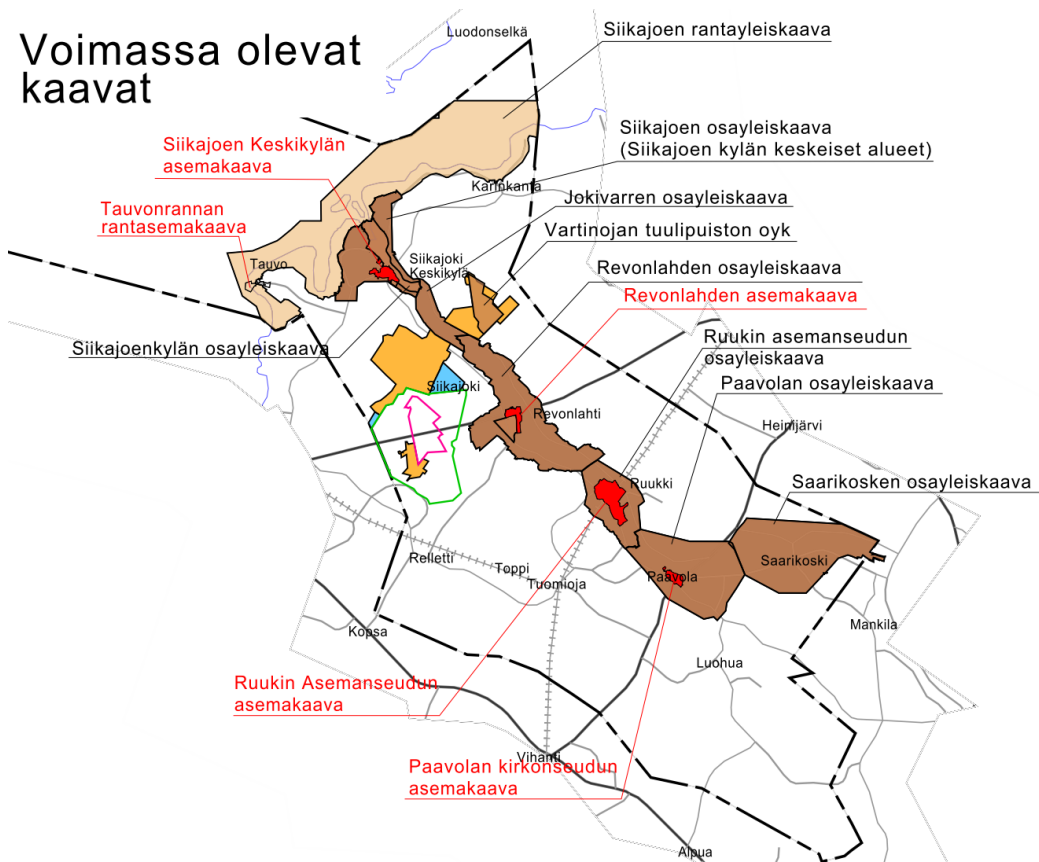 Voimassa olevat
kaavat
Luodonselkä
Siikajoen rantayleiskaava
Siikajoen Keskikylän
asemakaava
Siikajoen osayleiskaava
(Siikajoen kylän keskeiset alueet)
Karinkanta
Jokivarren osayleiskaava
Tauvonrannan
rantasemakaava
Vartinojan tuulipuiston oyk
Tauvo
Siikajoki
Keskikylä
Revonlahden osayleiskaava
Revonlahden asemakaava
Siikajoenkylän osayleiskaava
Ruukin asemanseudun
osayleiskaava
Siikajoki
Paavolan osayleiskaava
Revonlahti
Heinijärvi
Ruukki
Saarikosken osayleiskaava
Relletti
Toppi
Tuomioja
Paavola
Saarikoski
Kopsa
Mankila
Luohua
Ruukin Asemanseudun
asemakaava
Vihanti
Paavolan kirkonseudun
asemakaava
Alpua